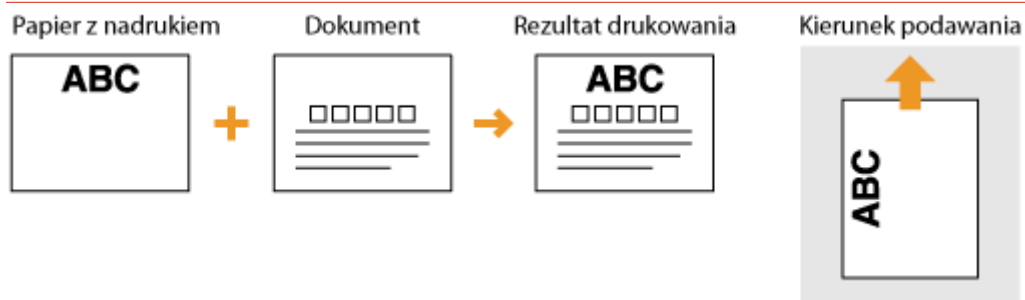 Papier z nadrukiem
Dokument
Rezultat drukowania
Kierunek podawania
ABC
ABC
ABC